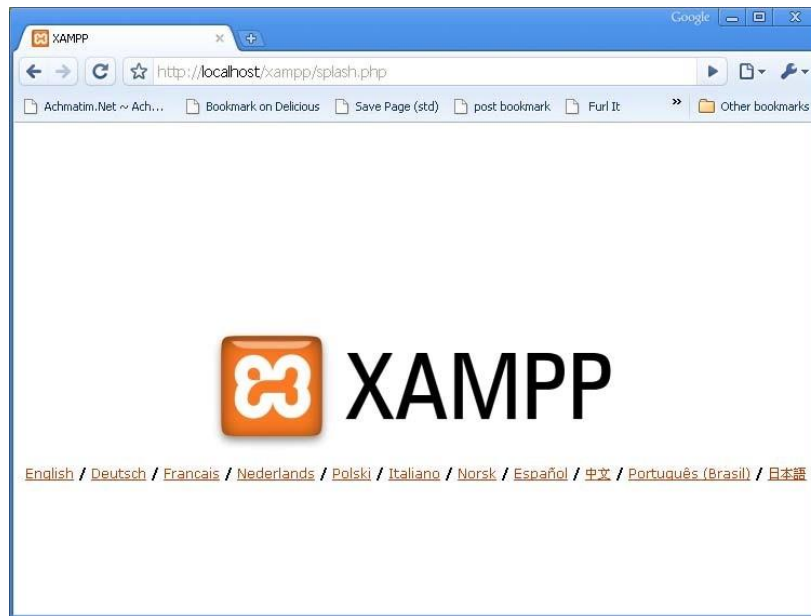 Google
XAMPP
http://localhost/xampp/splash.php
Achmatim.Net ~ Ach... Bookmark on Delicious Save Page (std) post bookmark Furl It » Other bookmarks
XAMPP
English / Deutsch / Francais / Nederlands / Polski / Italiano / Norsk / Español / 中文 / Português (Brasil) / 日本語